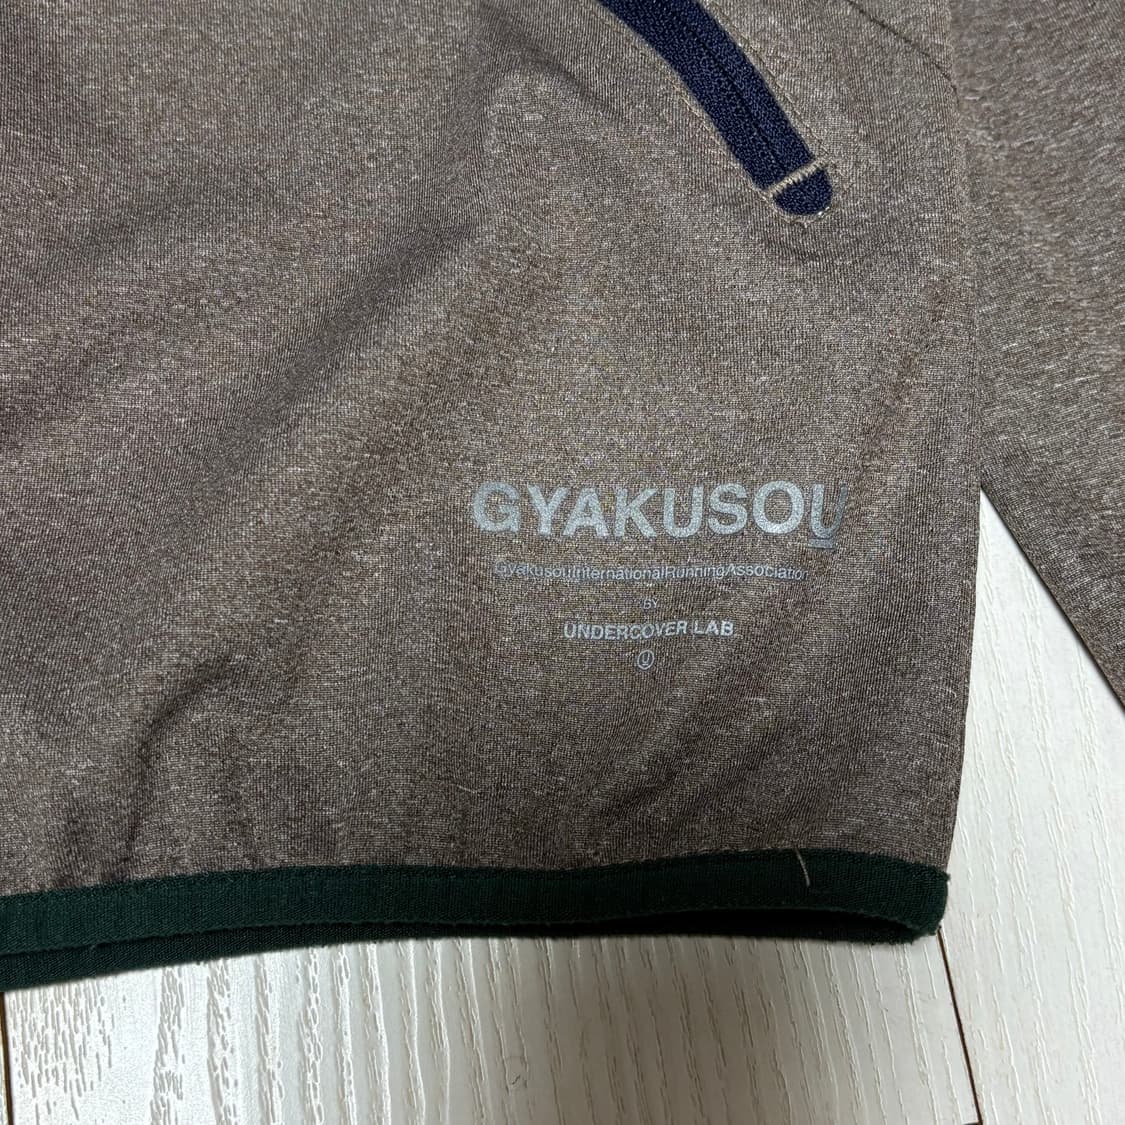 GYAKUSOU
GyakusouInternationalRunningAssociation
BY
UNDERCOVER LAB
U